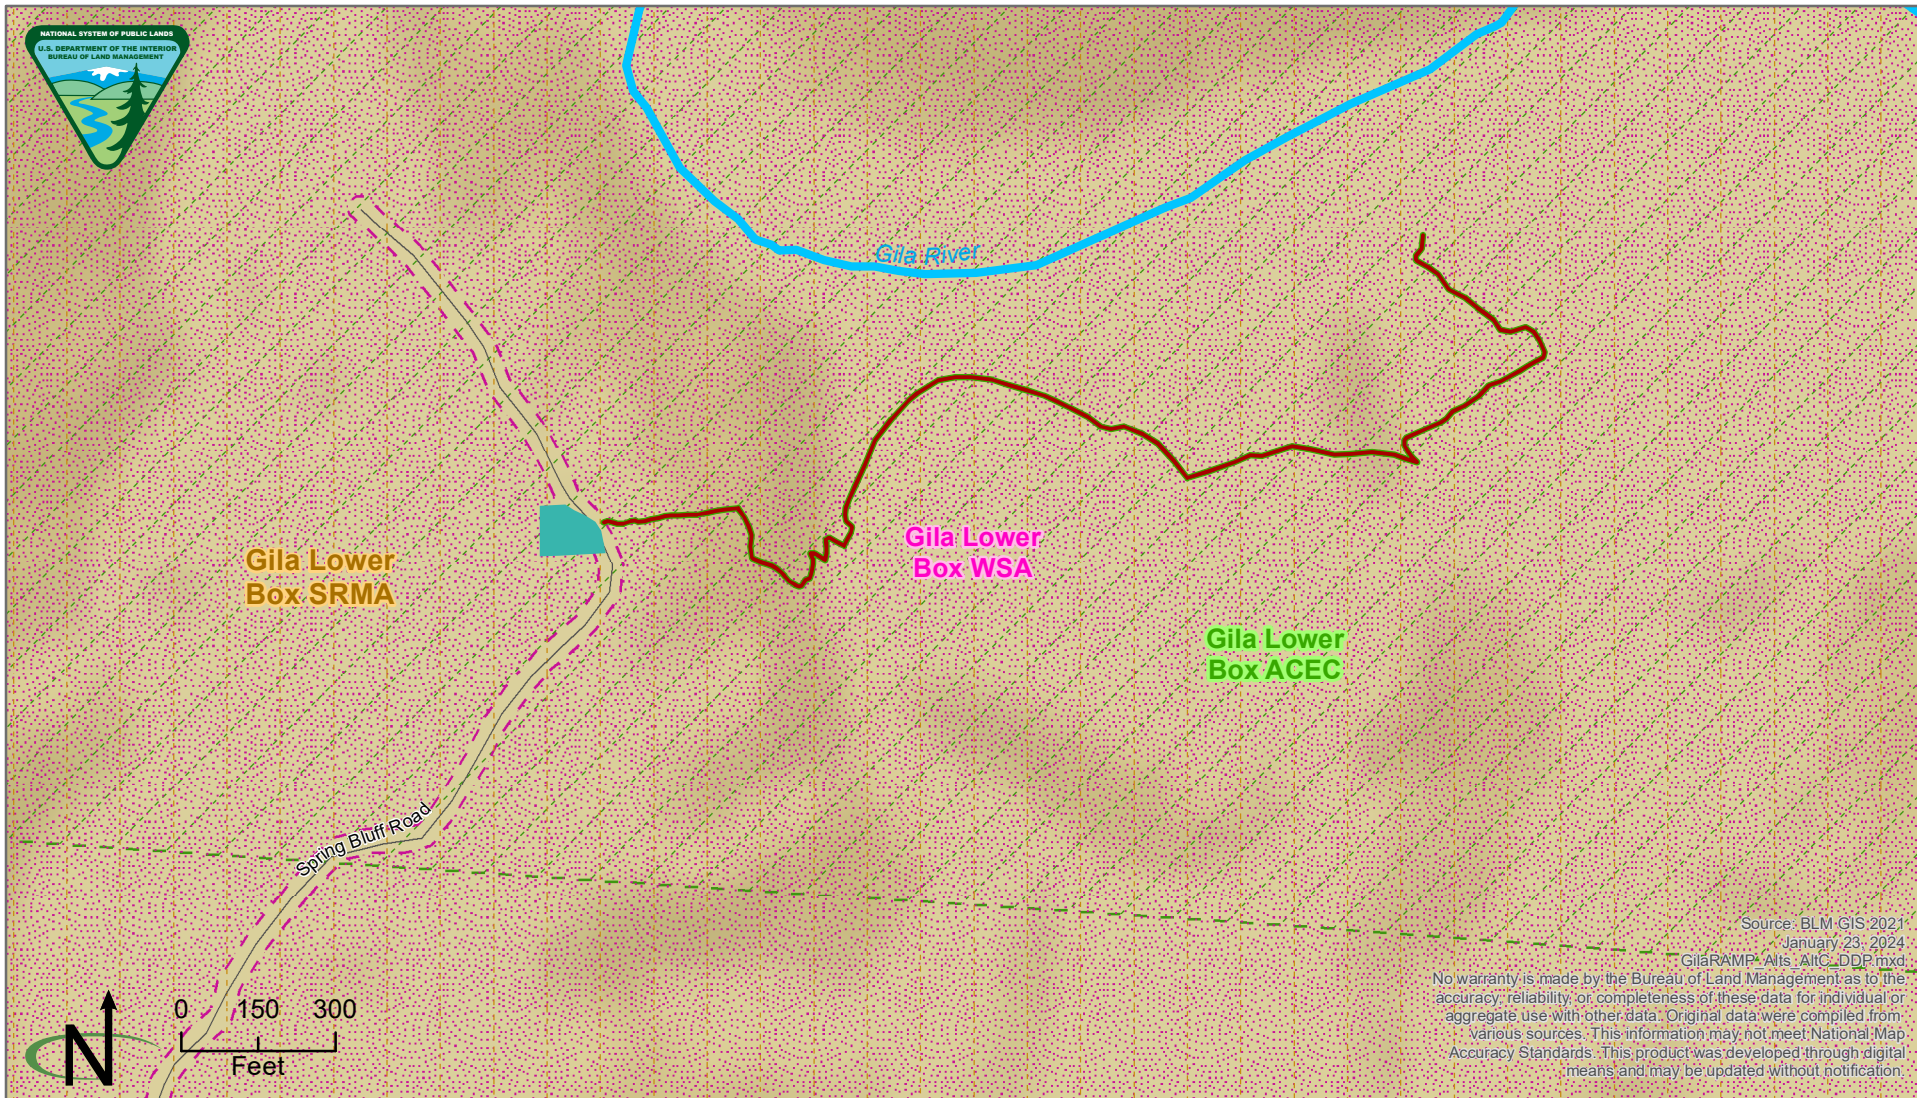 NATIONAL SYSTEM OF PUBLIC LANDS
U.S. DEPARTMENT OF THE INTERIOR
BUREAU OF LAND MANAGEMENT
Gila River
Gila Lower
Box SRMA
Gila Lower
Box WSA
Gila Lower
Box ACEC
Spring Bluff Road
N
0 150 300
Feet
Source: BLM GIS 2021
January 23, 2024
GilaRAMP_Alts_AltC_DDP.mxd
No warranty is made by the Bureau of Land Management as to the
accuracy, reliability, or completeness of these data for individual or
aggregate use with other data. Original data were compiled from
various sources. This information may not meet National Map
Accuracy Standards. This product was developed through digital
means and may be updated without notification.